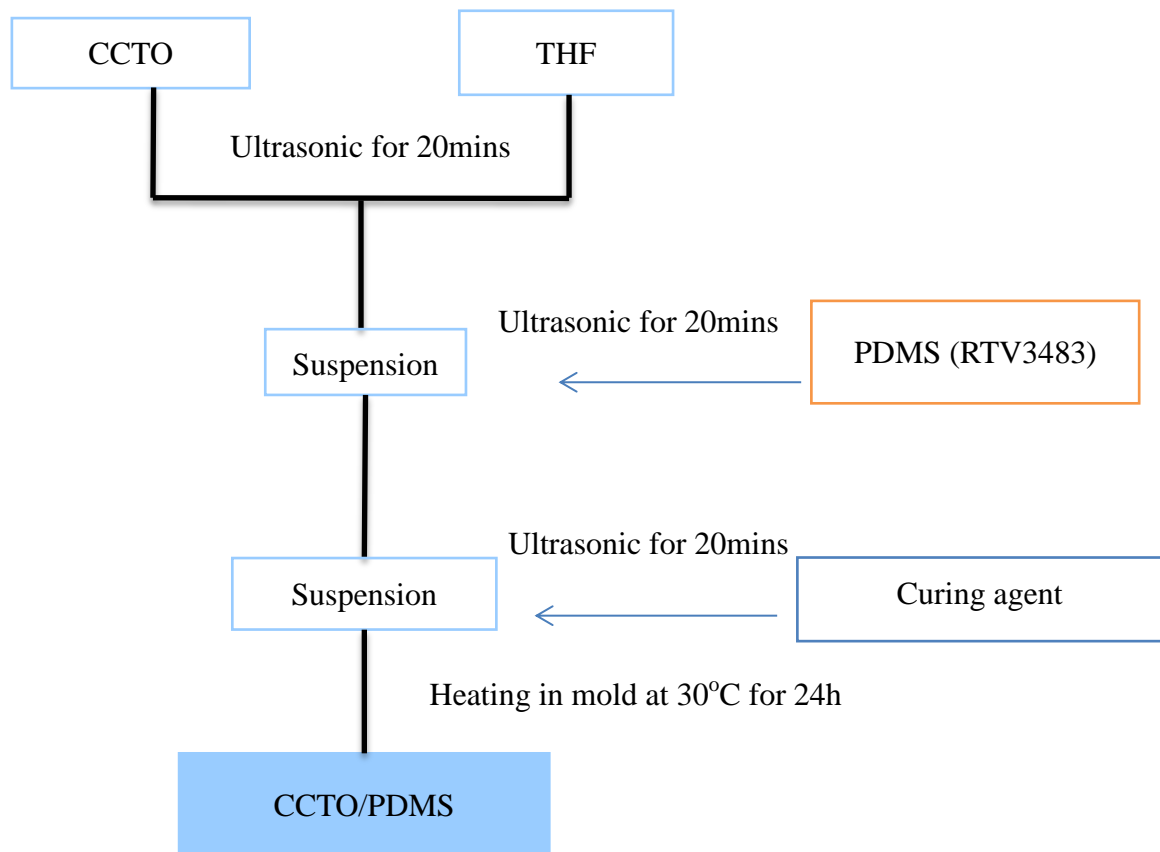 CCTO
THF
Ultrasonic for 20mins
Ultrasonic for 20mins
PDMS (RTV3483)
Suspension
Ultrasonic for 20mins
Curing agent
Suspension
Heating in mold at 30°C for 24h
CCTO/PDMS